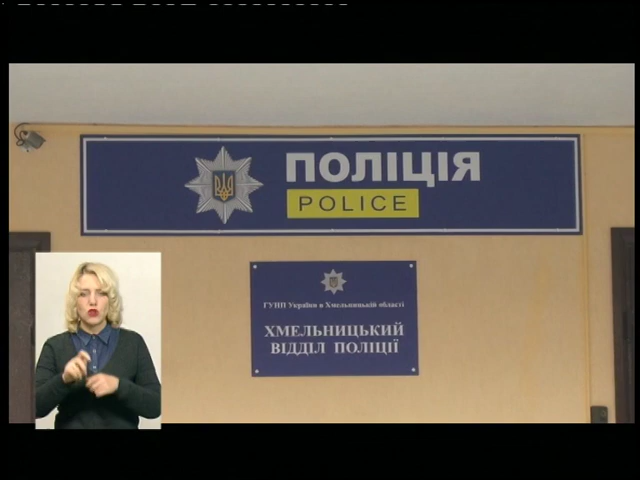 ПОЛІЦІЯ
POLICE
ГУНП України в Хмельницькій області
ХМЕЛЬНИЦЬКИЙ
ВІДДІЛ ПОЛІЦІЇ